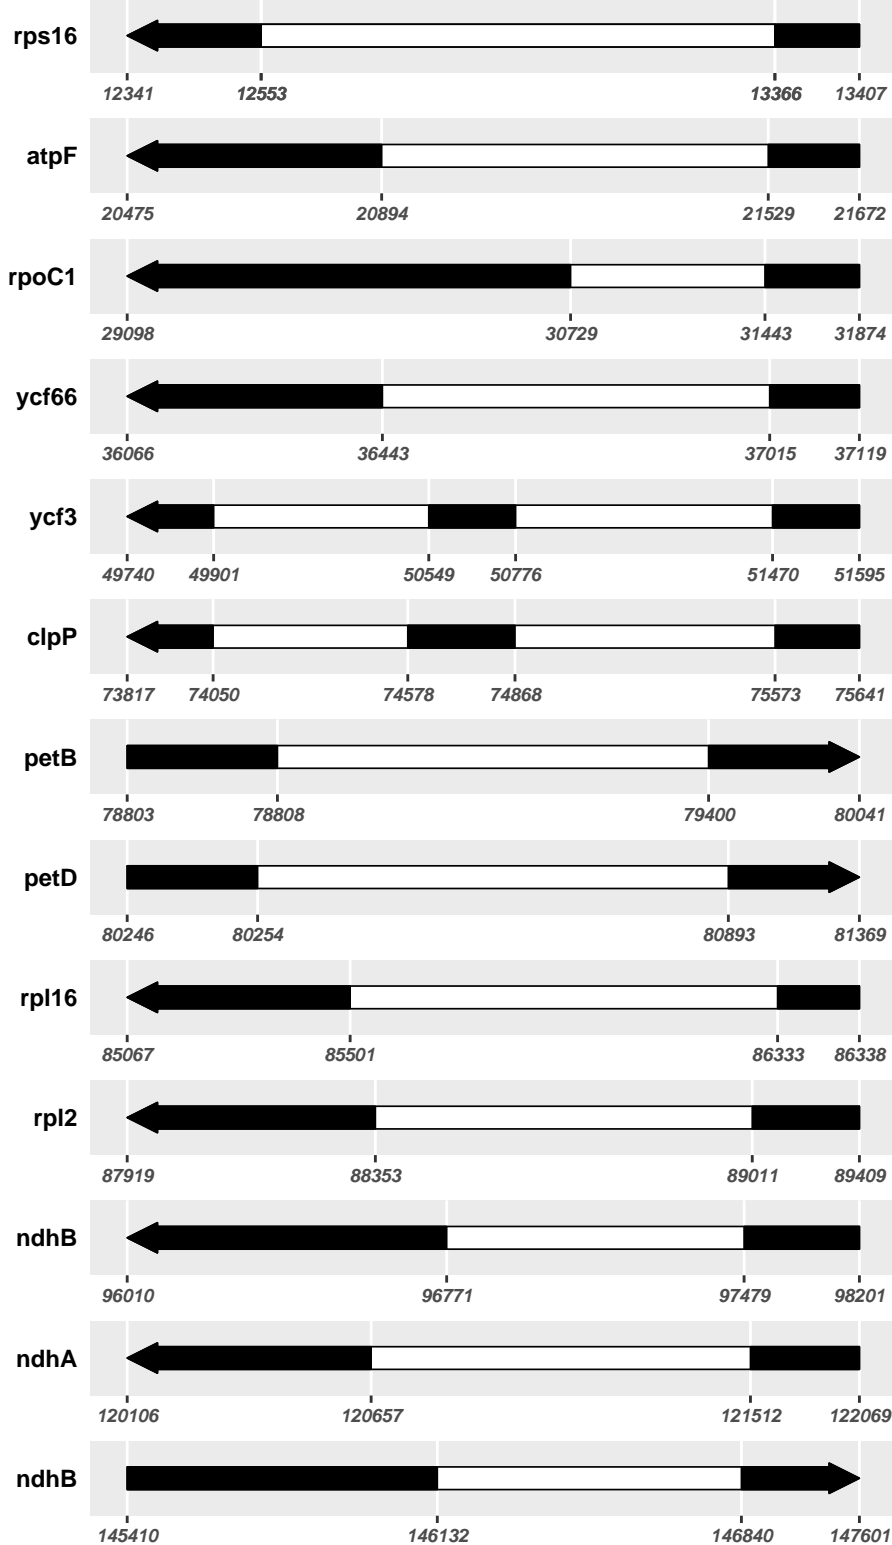 rps16
12341 12553 13366 13407
atpF
20475 20894 21529 21672
rpoC1
29098 30729 31443 31874
ycf66
36066 36443 37015 37119
ycf3
49740 49901 50549 50776 51470 51595
clpP
73817 74050 74578 74868 75573 75641
petB
78803 78808 79400 80041
petD
80246 80254 80893 81369
rpl16
85067 85501 86333 86338
rpl2
87919 88353 89011 89409
ndhB
96010 96771 97479 98201
ndhA
120106 120657 121512 122069
ndhB
145410 146132 146840 147601